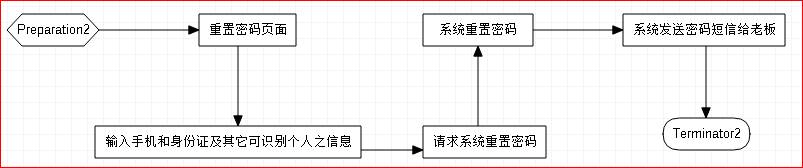 Preparation2
重置密码页面
输入手机和身份证及其它可识别个人之信息
请求系统重置密码
系统重置密码
系统发送密码短信给老板
Terminator2